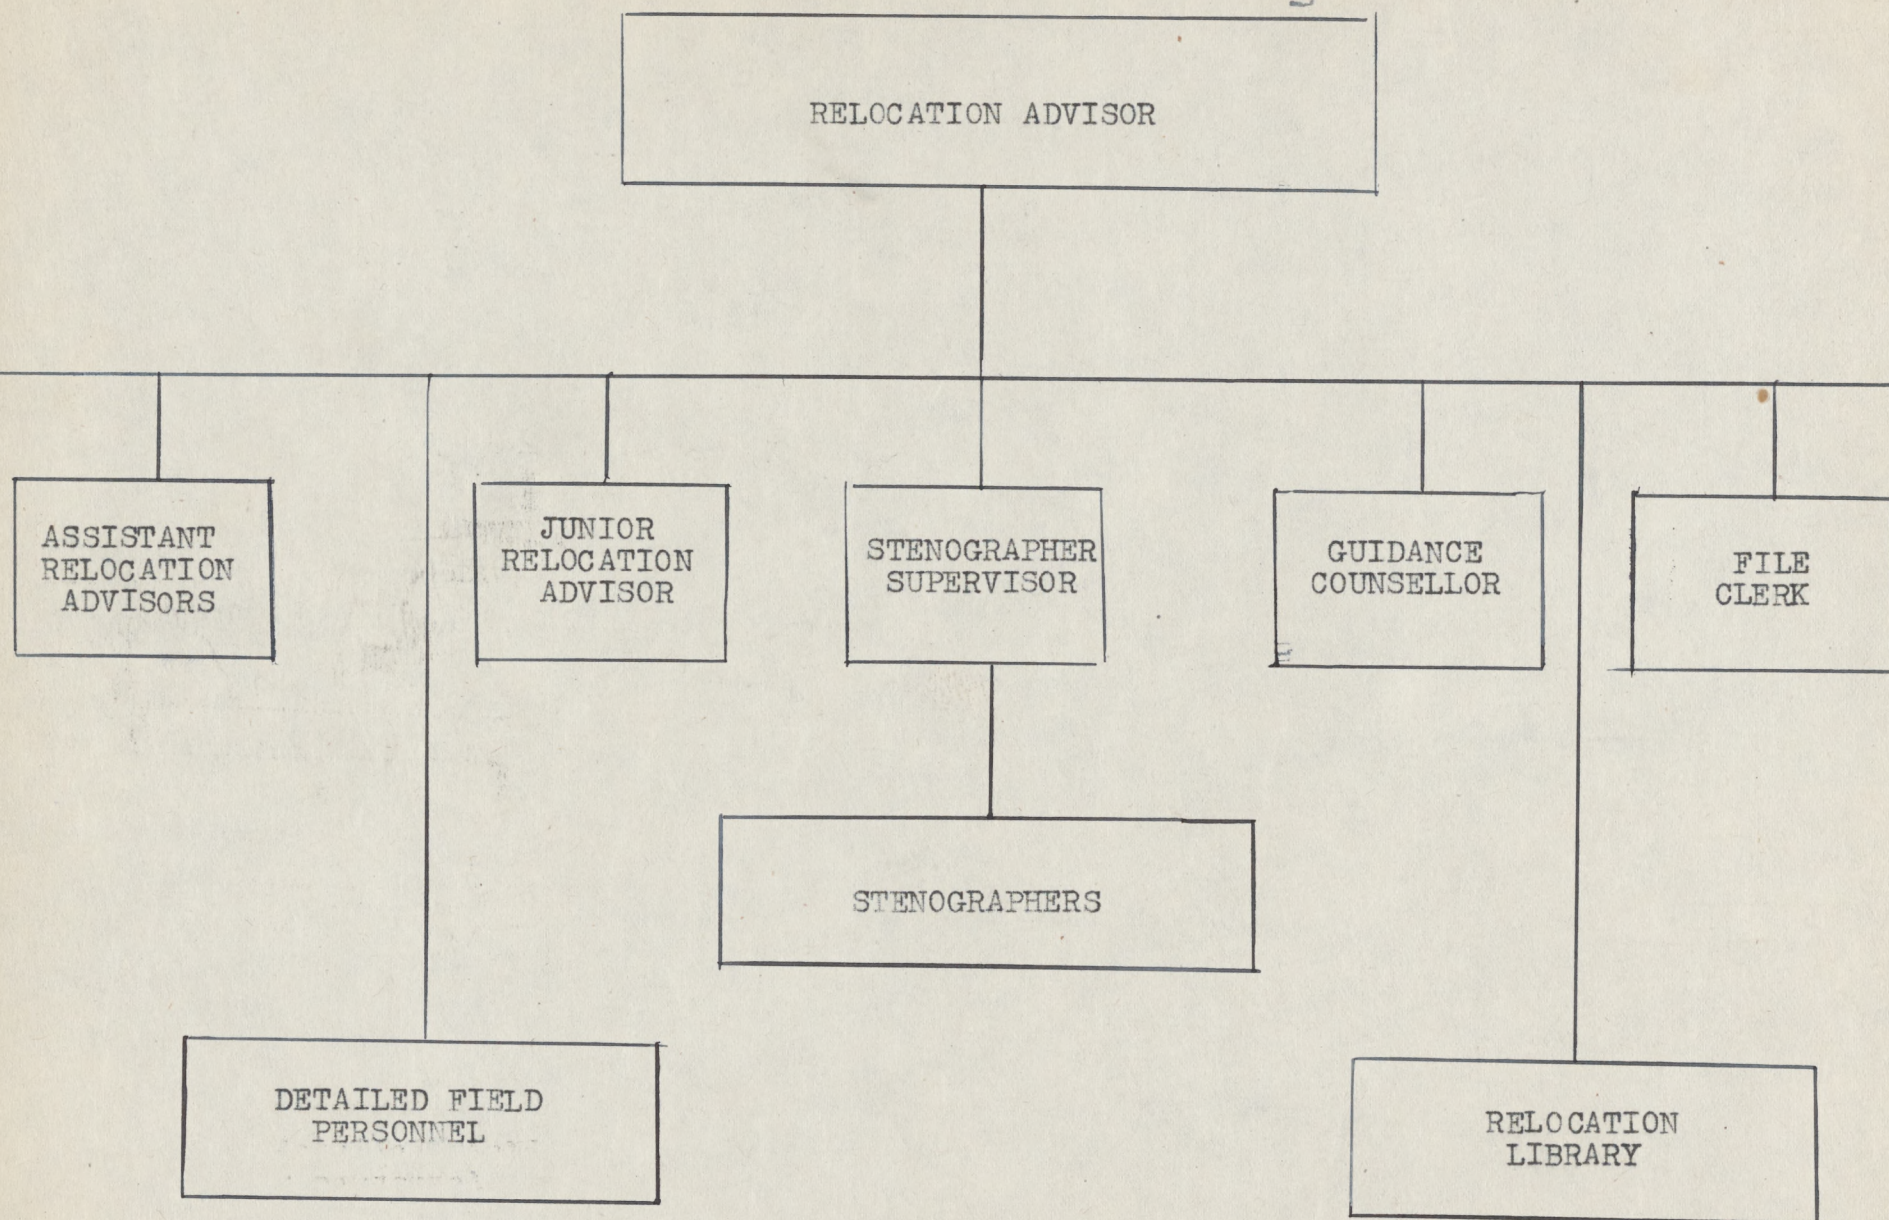 RELOCATION ADVISOR
ASSISTANT
RELOCATION
ADVISORS
JUNIOR
RELOCATION
ADVISOR
STENOGRAPHER
SUPERVISOR
GUIDANCE
COUNSELLOR
FILE
CLERK
STENOGRAPHERS
DETAILED FIELD
PERSONNEL
RELOCATION
LIBRARY